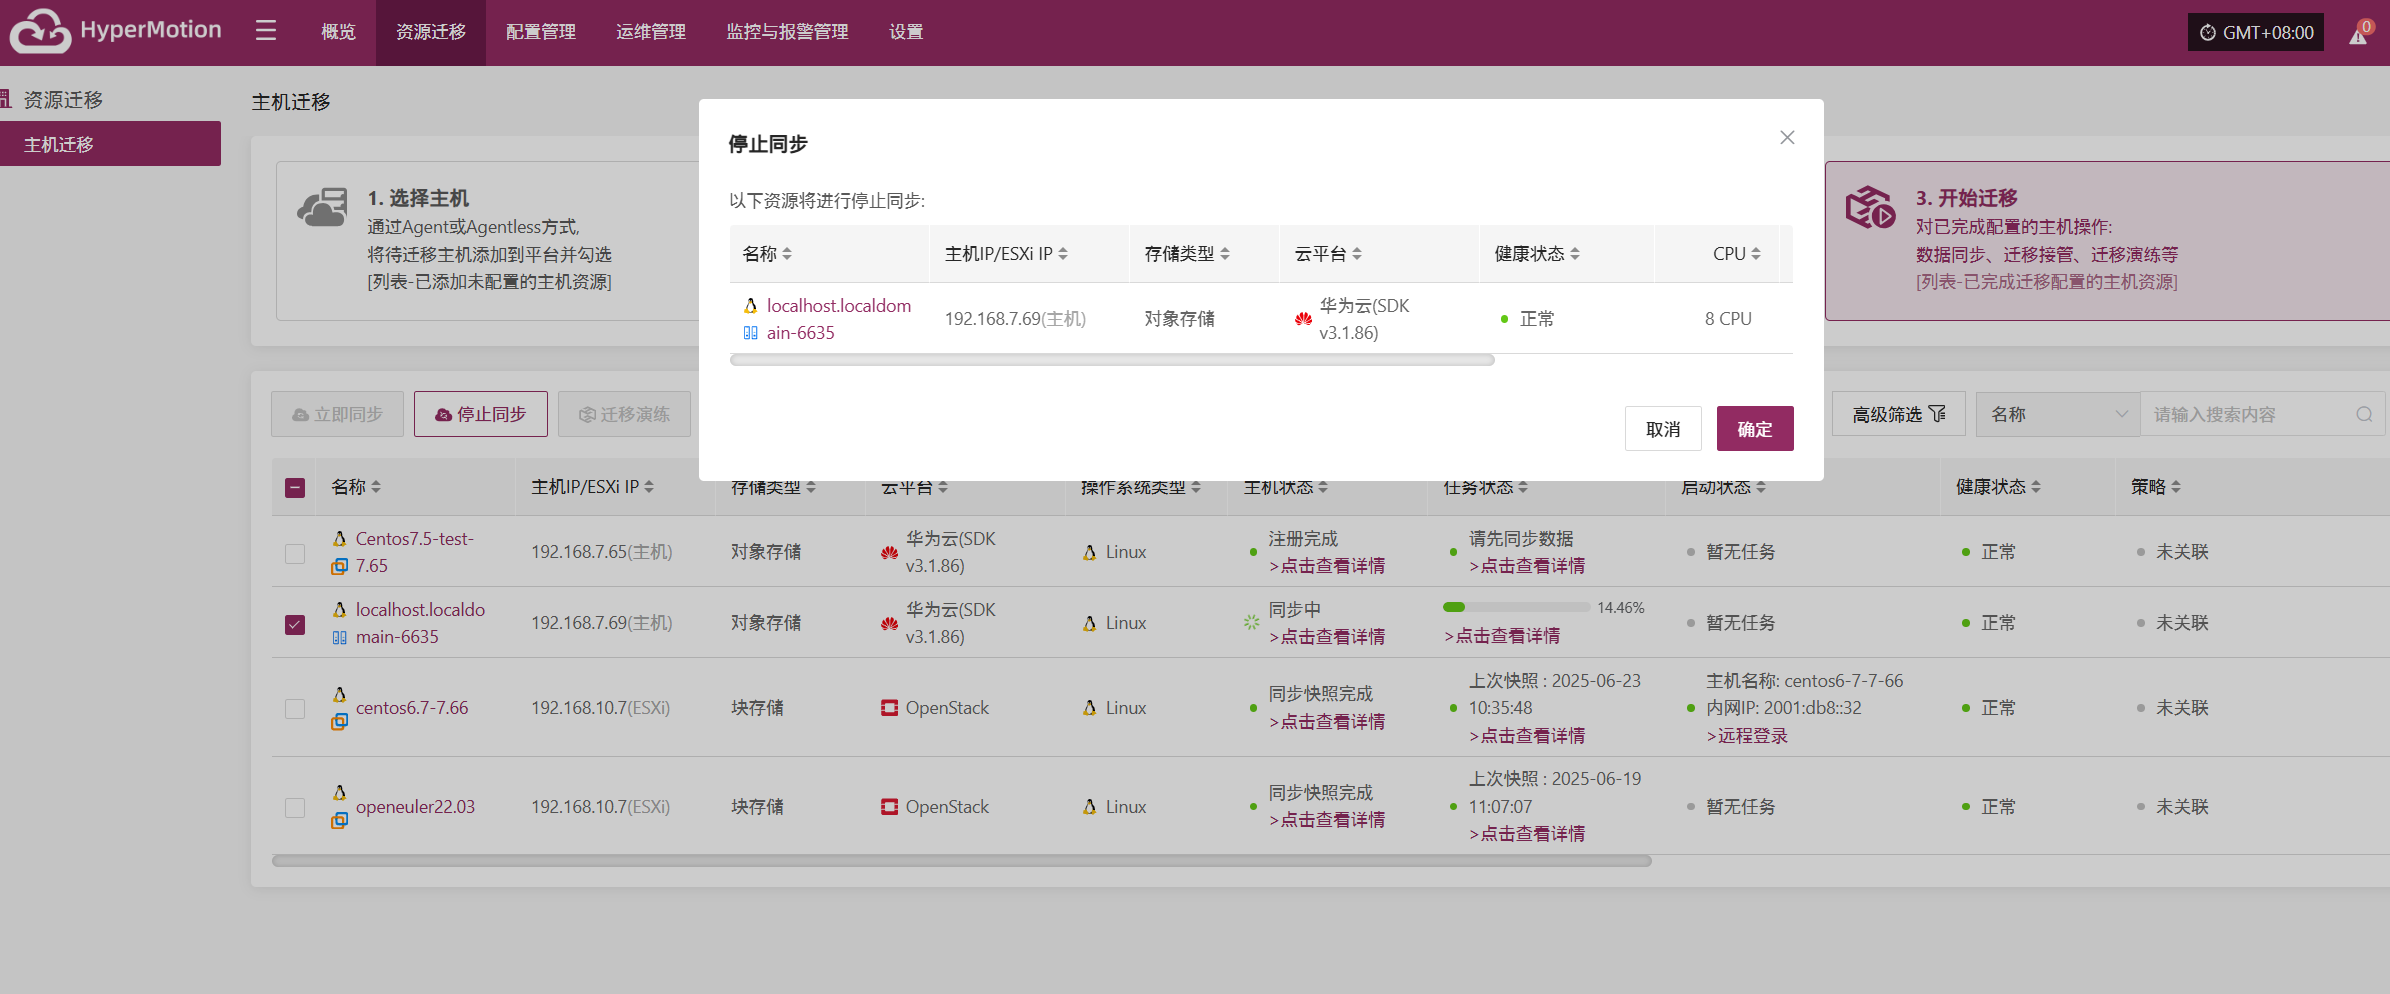 HyperMotion
概览
资源迁移
配置管理
运维管理
监控与报警管理
设置
GMT+08:00
0
资源迁移
主机迁移
主机迁移
1. 选择主机
通过Agent或Agentless方式,
将待迁移主机添加到平台并勾选
[列表-已添加未配置的主机资源]
3. 开始迁移
对已完成配置的主机操作:
数据同步、迁移接管、迁移演练等
[列表-已完成迁移配置的主机资源]
停止同步
以下资源将进行停止同步:
名称 主机IP/ESXi IP 存储类型 云平台 健康状态 CPU
localhost.localdom
ain-6635
192.168.7.69(主机)
对象存储
华为云(SDK
v3.1.86)
正常
8 CPU
取消
确定
立即同步
停止同步
迁移演练
高级筛选
名称
请输入搜索内容
名称 主机IP/ESXi IP 存储类型 云平台 操作系统类型 主机状态 任务状态 启动状态 健康状态 策略
Centos7.5-test-
7.65
192.168.7.65(主机)
对象存储
华为云(SDK
v3.1.86)
Linux
注册完成
>点击查看详情
请先同步数据
>点击查看详情
暂无任务
正常
未关联
localhost.localdo
main-6635
192.168.7.69(主机)
对象存储
华为云(SDK
v3.1.86)
Linux
同步中
>点击查看详情
14.46%
>点击查看详情
暂无任务
正常
未关联
centos6.7-7.66
192.168.10.7(ESXi)
块存储
OpenStack
Linux
同步快照完成
>点击查看详情
上次快照 : 2025-06-23
10:35:48
>点击查看详情
主机名称: centos6-7-7-66
内网IP: 2001:db8::32
>远程登录
正常
未关联
openeuler22.03
192.168.10.7(ESXi)
块存储
OpenStack
Linux
同步快照完成
>点击查看详情
上次快照 : 2025-06-19
11:07:07
>点击查看详情
暂无任务
正常
未关联